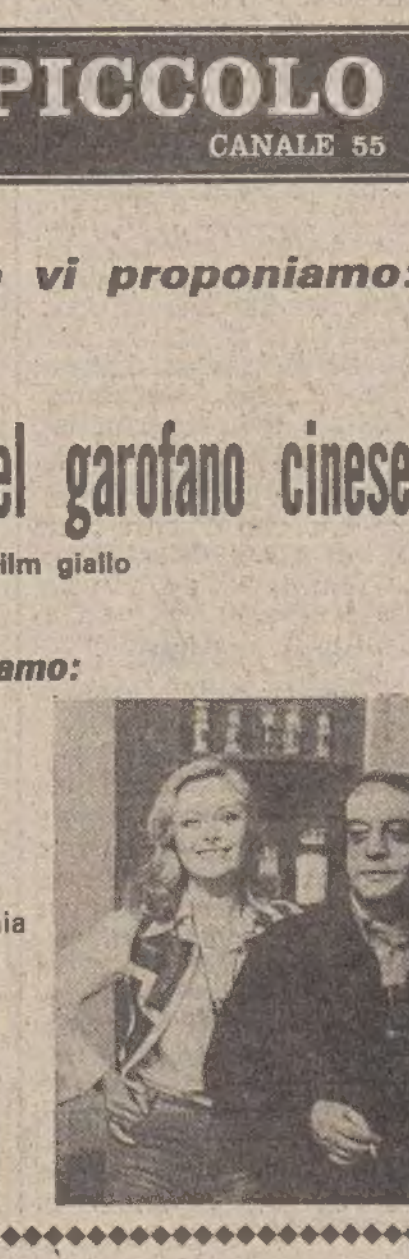 PICCOLO
CANALE 55
vi proponiamo:
el garofano cinese
ilm giallo
amo:
ia